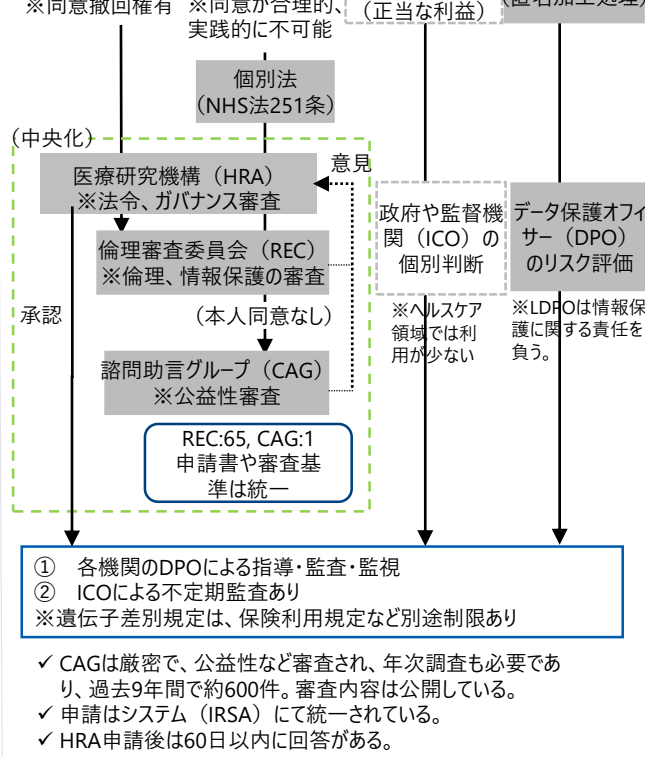 ※同意撤回権有
※同意が合理的、
実践的に不可能
(正当な利益)
(匿名加工処理)
個別法
(NHS法251条)
(中央化)
医療研究機構(HRA)
※法令、ガバナンス審査
意見
倫理審査委員会(REC)
※倫理、情報保護の審査
承認
(本人同意なし)
諮問助言グループ(CAG)
※公益性審査
REC:65, CAG:1
申請書や審査基
準は統一
政府や監督機
関(ICO)の
個別判断
※ヘルスケア
領域では利
用が少ない
データ保護オフィ
サー(DPO)
のリスク評価
※LDPOは情報保
護に関する責任を
負う。
① 各機関のDPOによる指導・監査・監視
② ICOによる不定期監査あり
※遺伝子差別規定は、保険利用規定など別途制限あり
✓ CAGは厳密で、公益性など審査され、年次調査も必要であ
り、過去9年間で約600件。審査内容は公開している。
✓ 申請はシステム(IRSA)にて統一されている。
✓ HRA申請後は60日以内に回答がある。